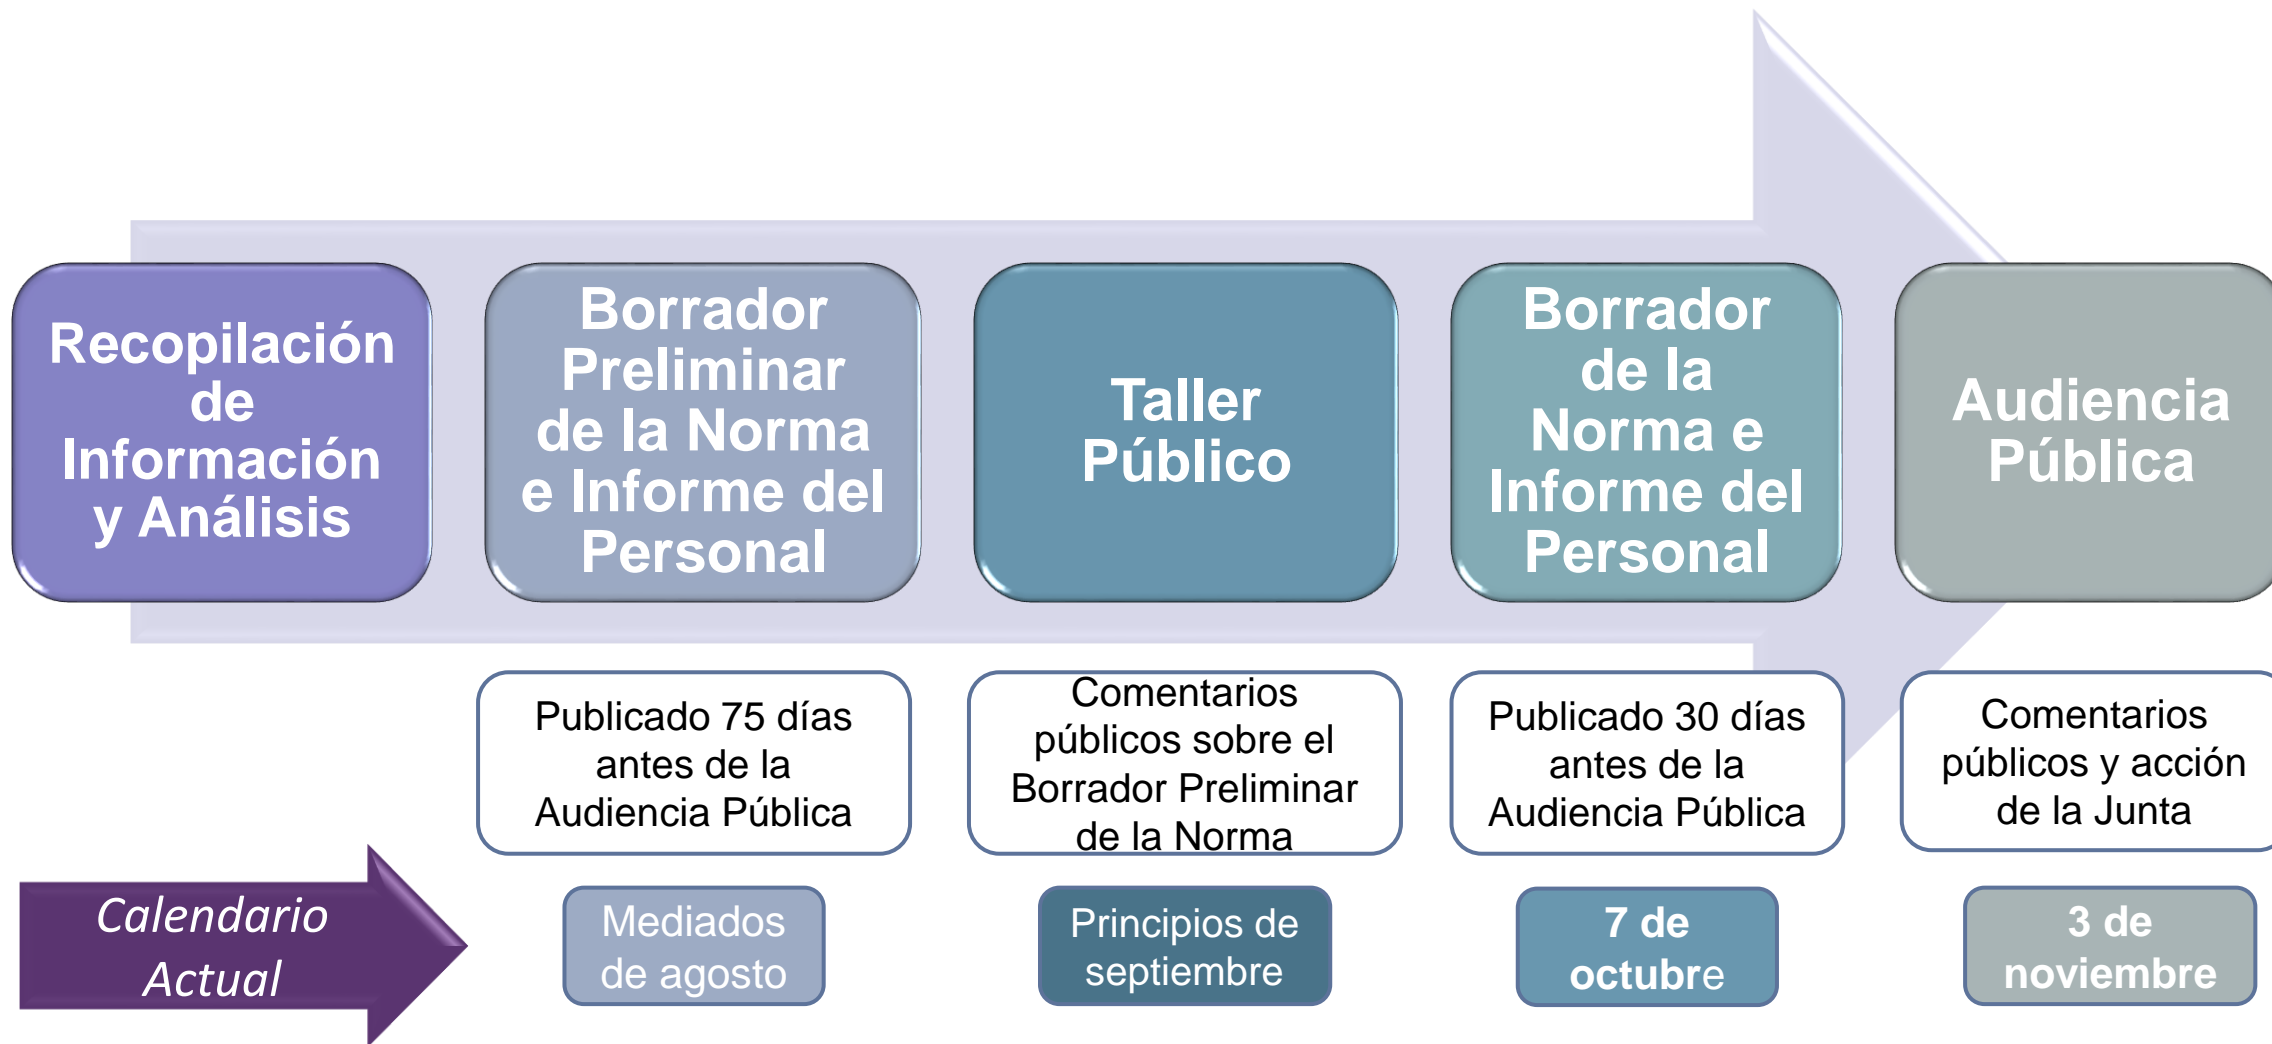 Recopilación
de
Información
y Análisis
Borrador
Preliminar
de la Norma
e Informe del
Personal
Taller
Público
Borrador
de la
Norma e
Informe del
Personal
Audiencia
Pública
Publicado 75 días
antes de la
Audiencia Pública
Comentarios
públicos sobre el
Borrador Preliminar
de la Norma
Publicado 30 días
antes de la
Audiencia Pública
Comentarios
públicos y acción
de la Junta
Calendario
Actual
Mediados
de agosto
Principios de
septiembre
7 de
octubre
3 de
noviembre